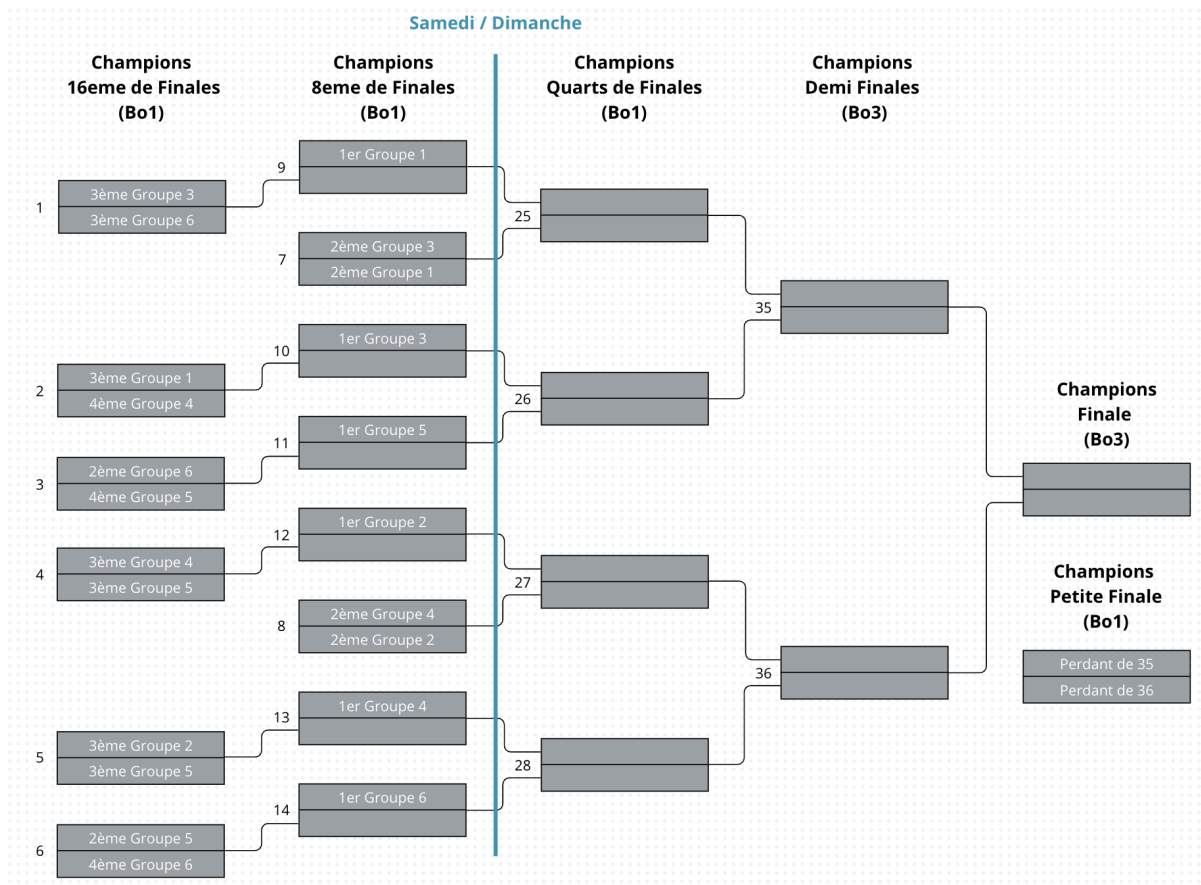 Samedi / Dimanche
Champions
16eme de Finales
(Bo1)
Champions
8eme de Finales
(Bo1)
Champions
Quarts de Finales
(Bo1)
Champions
Demi Finales
(Bo3)
1
3ème Groupe 3
3ème Groupe 6
2
3ème Groupe 1
4ème Groupe 4
3
2ème Groupe 6
4ème Groupe 5
4
3ème Groupe 4
3ème Groupe 5
5
3ème Groupe 2
3ème Groupe 5
6
2ème Groupe 5
4ème Groupe 6
9
1er Groupe 1
7
2ème Groupe 3
2ème Groupe 1
10
1er Groupe 3
11
1er Groupe 5
12
1er Groupe 2
8
2ème Groupe 4
2ème Groupe 2
13
1er Groupe 4
14
1er Groupe 6
25
26
27
28
35
36
Champions
Finale
(Bo3)
Champions
Petite Finale
(Bo1)
Perdant de 35
Perdant de 36